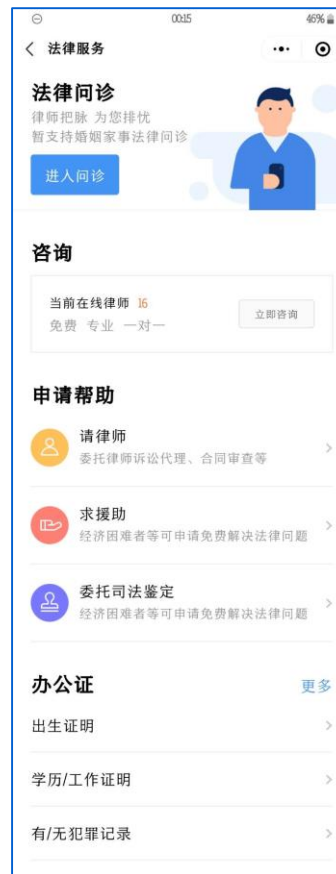 00:15
46%
法律服务
法律问诊
律师把脉 为您排忧
暂支持婚姻家事法律问诊
进入问诊
咨询
当前在线律师 16
免费 专业 一对一
立即咨询
申请帮助
请律师
委托律师诉讼代理、合同审查等
求援助
经济困难者等可申请免费解决法律问题
委托司法鉴定
经济困难者等可申请免费解决法律问题
办公证
更多
出生证明
学历/工作证明
有/无犯罪记录